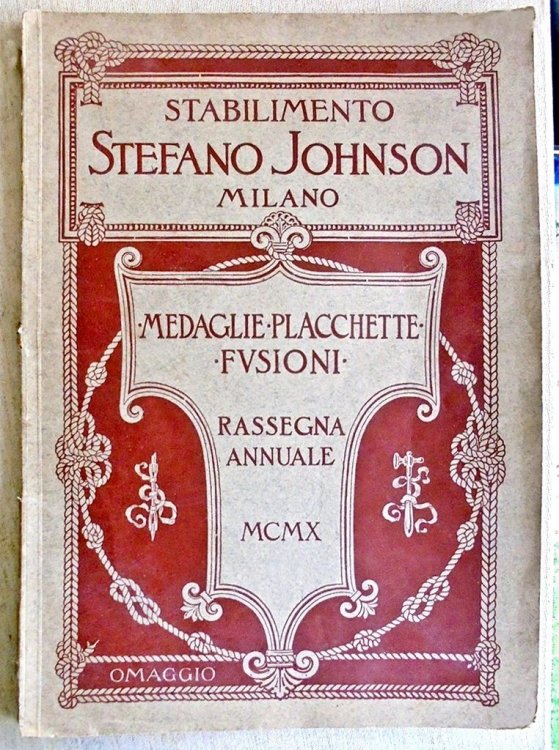 STABILIMENTO
STEFANO JOHNSON
MILANO
·MEDAGLIE·PLACCHETTE·
·FVSIONI·
RASSEGNA
ANNUALE
MCMX
OMAGGIO